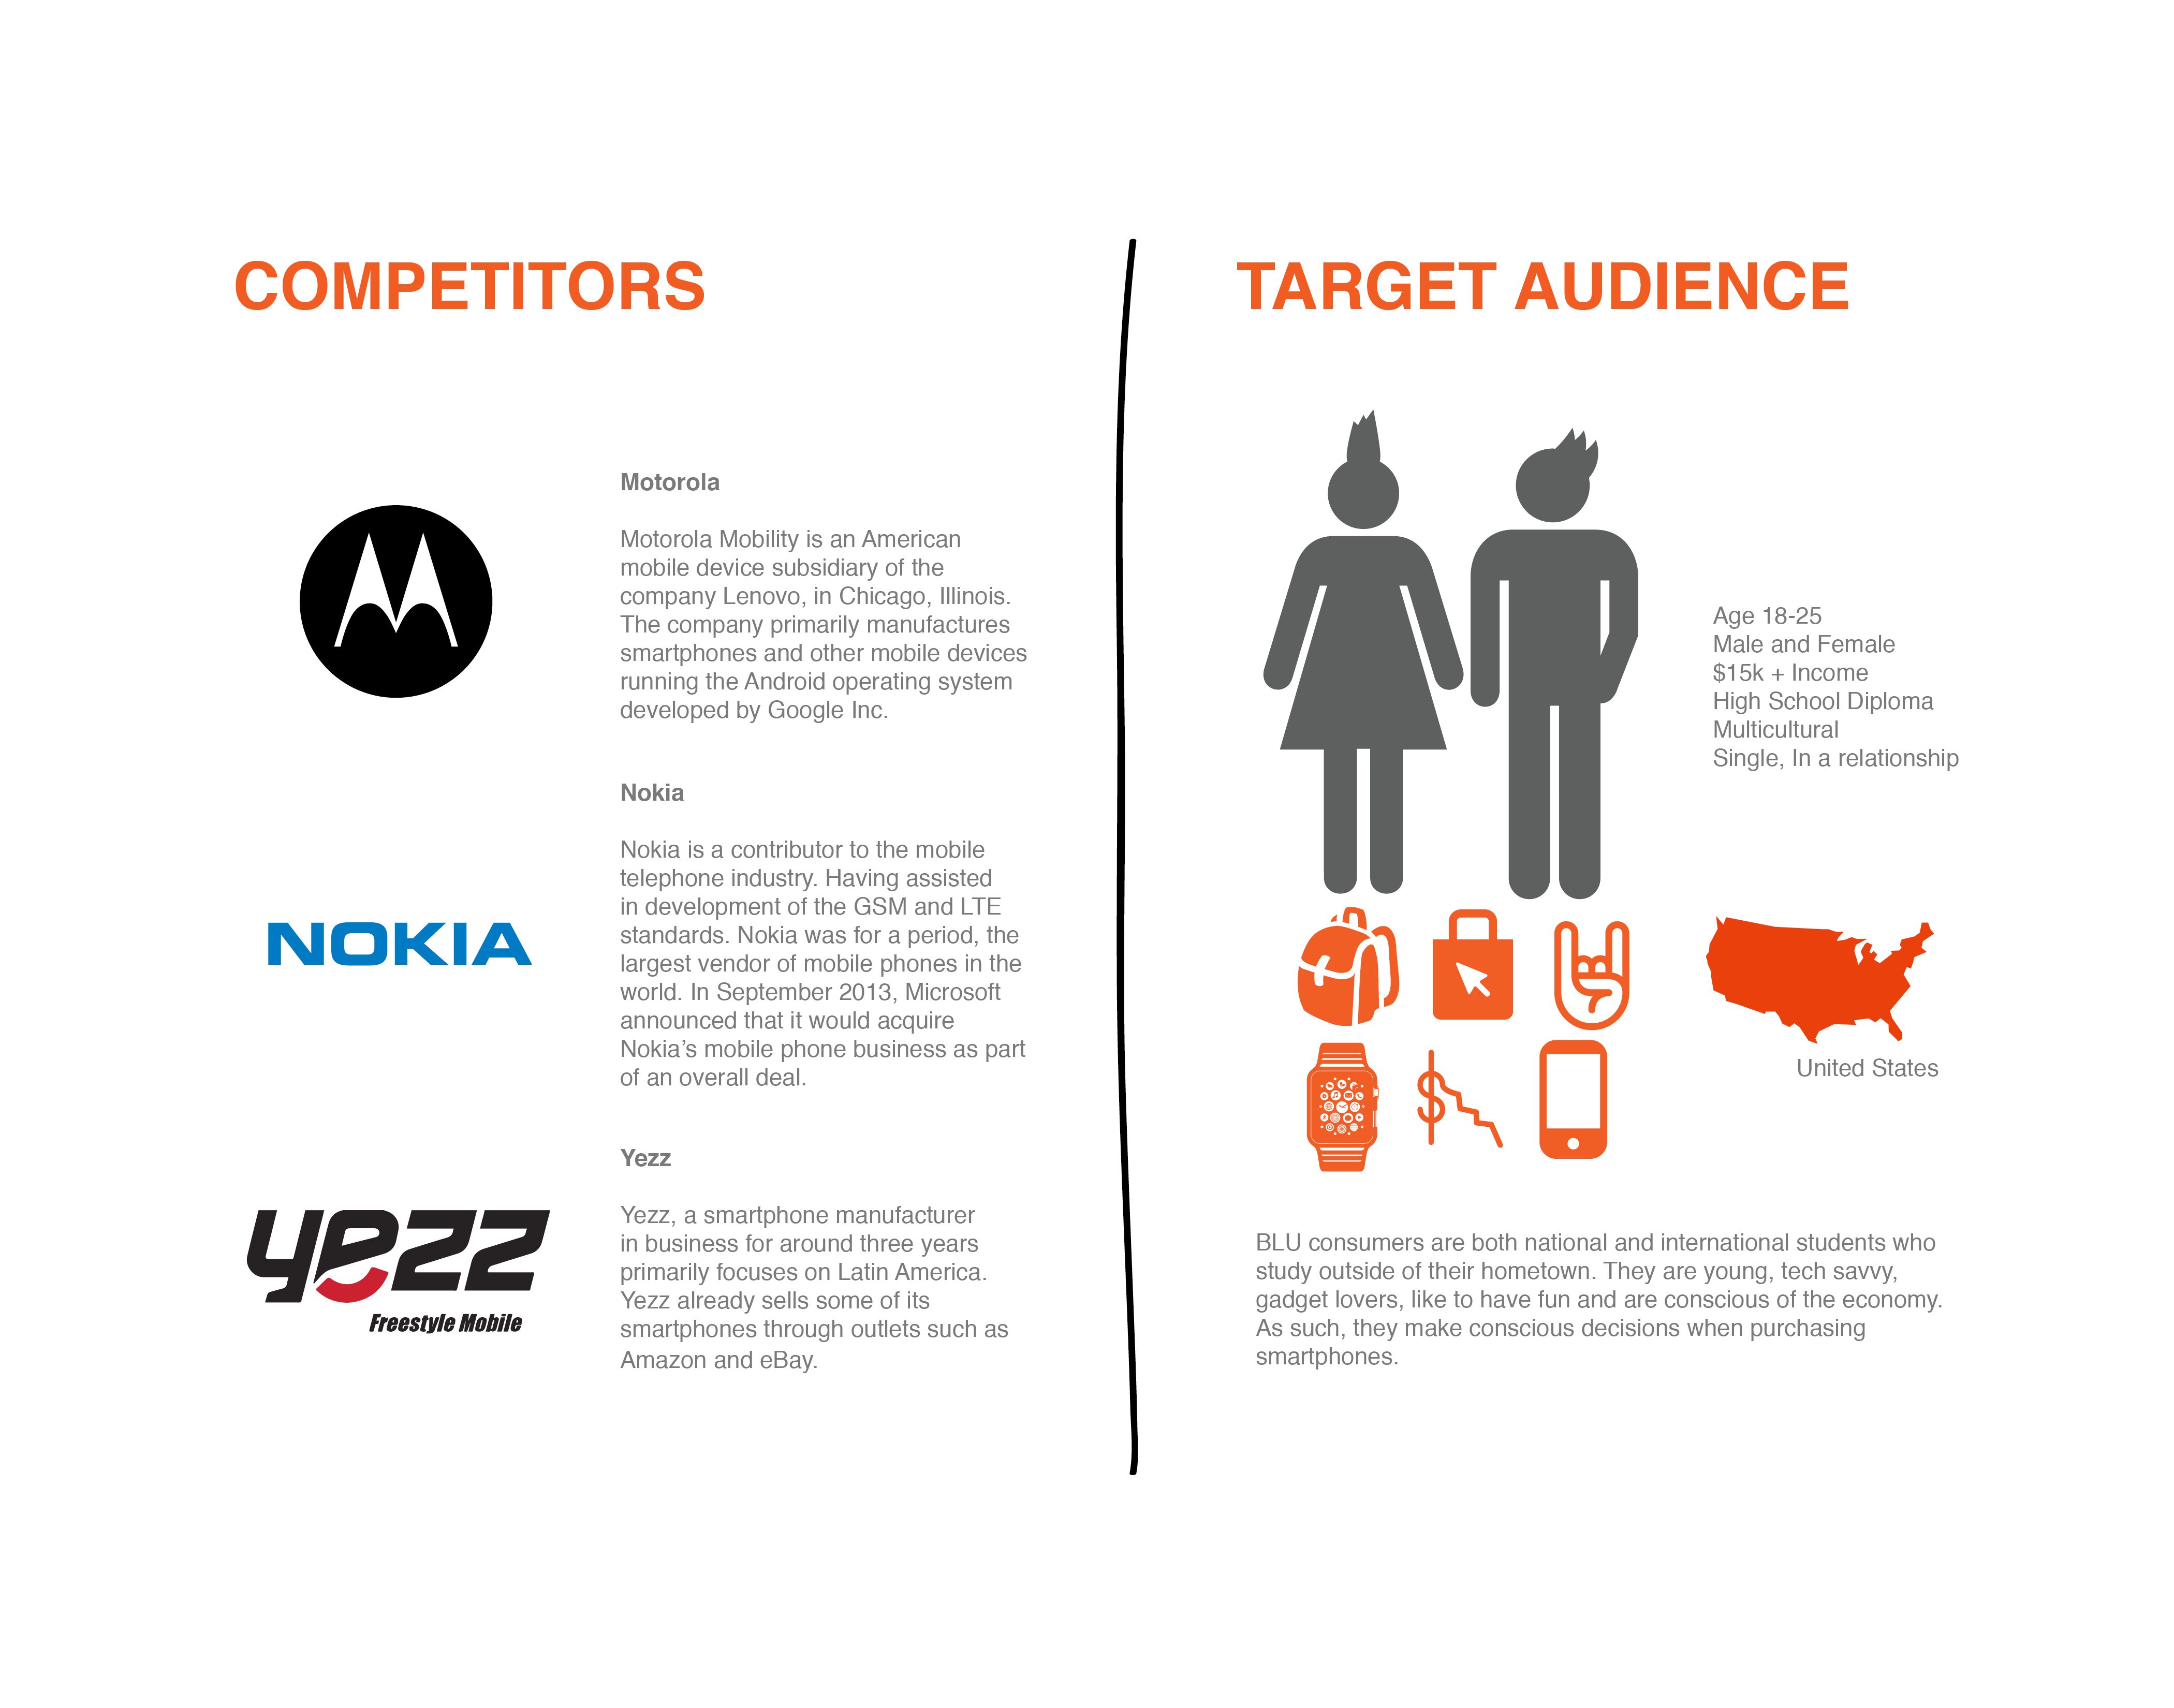 COMPETITORS
Motorola
Motorola Mobility is an American
mobile device subsidiary of the
company Lenovo, in Chicago, Illinois.
The company primarily manufactures
smartphones and other mobile devices
running the Android operating system
developed by Google Inc.
NOKIA
Nokia
Nokia is a contributor to the mobile
telephone industry. Having assisted
in development of the GSM and LTE
standards. Nokia was for a period, the
largest vendor of mobile phones in the
world. In September 2013, Microsoft
announced that it would acquire
Nokia’s mobile phone business as part
of an overall deal.
yezz
Freestyle Mobile
Yezz
Yezz, a smartphone manufacturer
in business for around three years
primarily focuses on Latin America.
Yezz already sells some of its
smartphones through outlets such as
Amazon and eBay.
TARGET AUDIENCE
Age 18-25
Male and Female
$15k + Income
High School Diploma
Multicultural
Single, In a relationship
United States
BLU consumers are both national and international students who
study outside of their hometown. They are young, tech savvy,
gadget lovers, like to have fun and are conscious of the economy.
As such, they make conscious decisions when purchasing
smartphones.